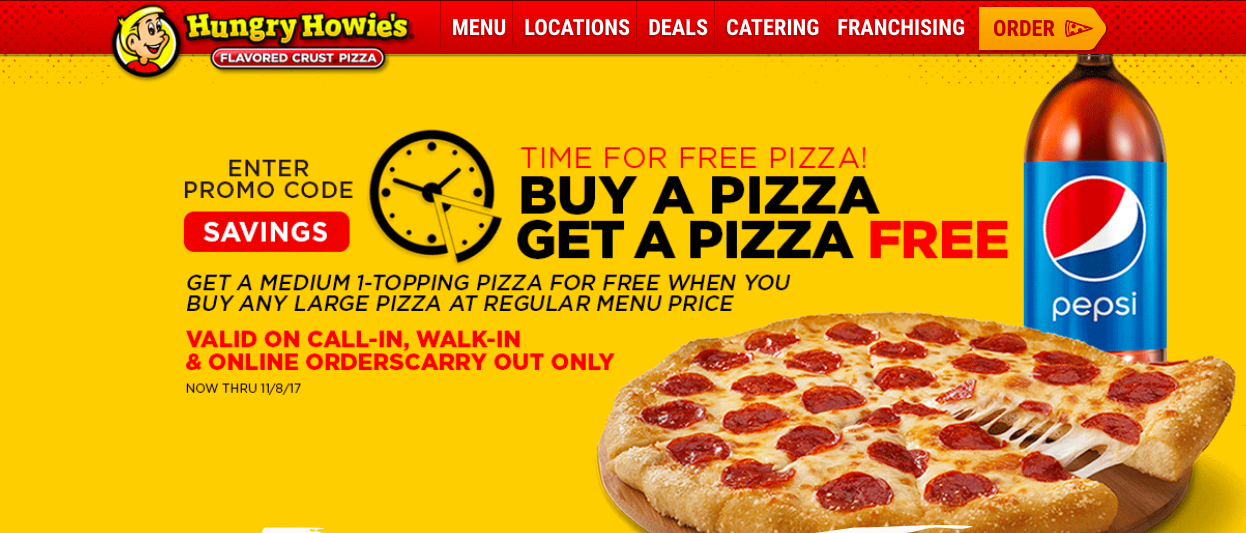 Hungry Howie's
FLAVORED CRUST PIZZA
MENU
LOCATIONS
DEALS
CATERING
FRANCHISING
ORDER
ENTER
PROMO CODE
SAVINGS
TIME FOR FREE PIZZA!
BUY A PIZZA
GET A PIZZA FREE
GET A MEDIUM 1-TOPPING PIZZA FOR FREE WHEN YOU
BUY ANY LARGE PIZZA AT REGULAR MENU PRICE
VALID ON CALL-IN, WALK-IN
& ONLINE ORDERSCARRY OUT ONLY
NOW THRU 11/8/17
pepsi